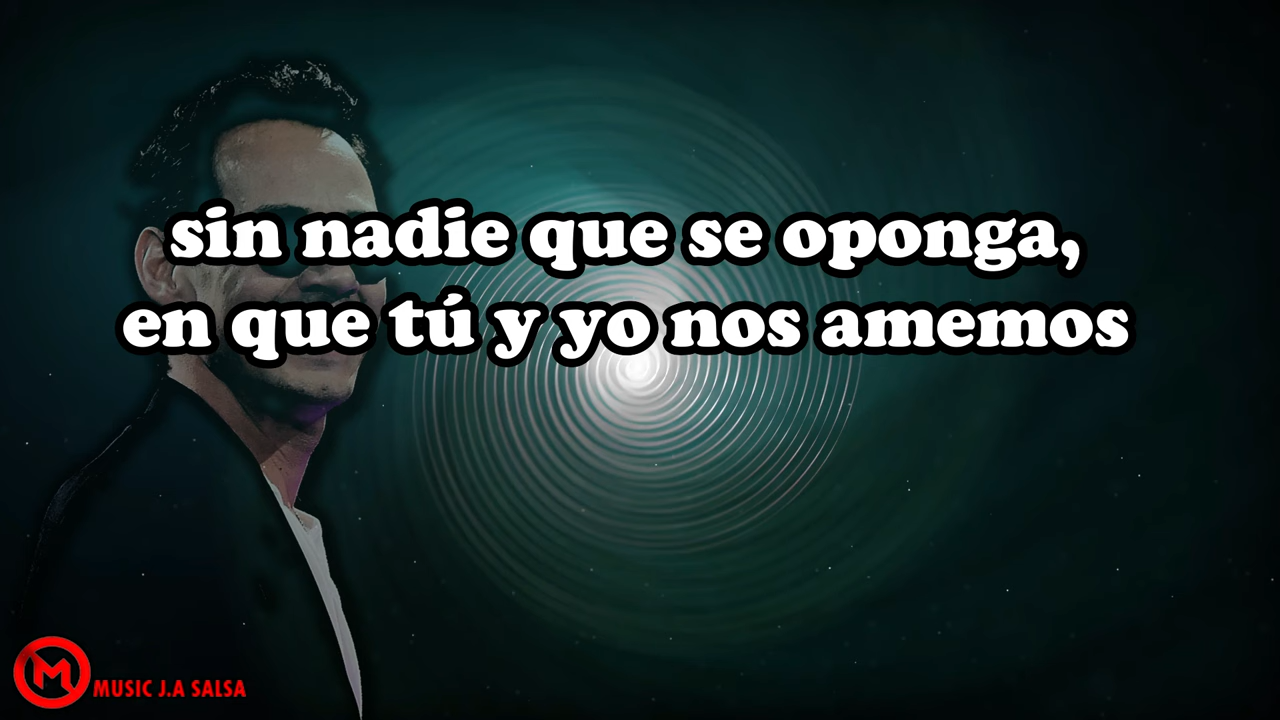 sin nadie que se oponga,
en que tú y yo nos amemos
M
MUSIC J.A SALSA